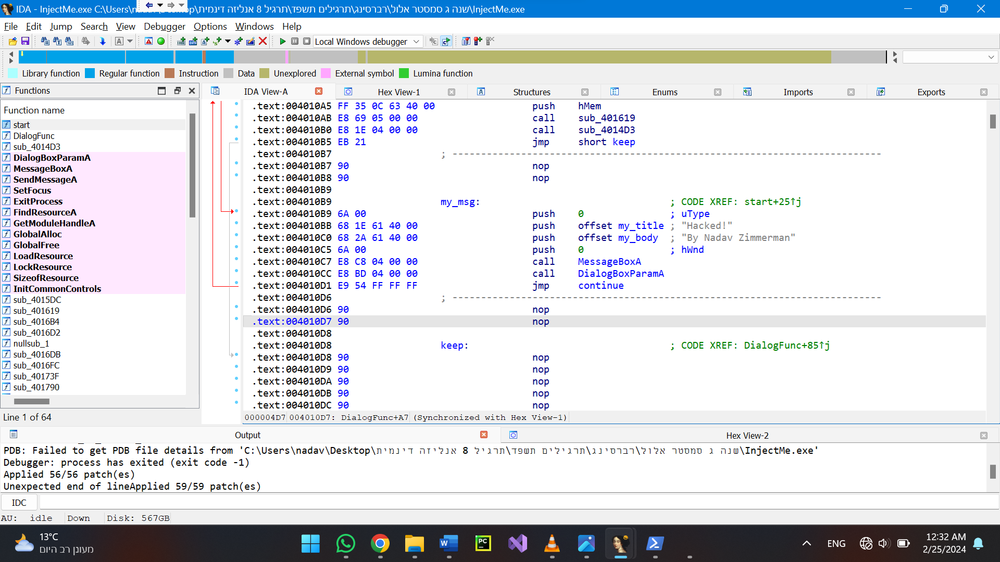 IDA - InjectMe.exe C:\Users\n op\שנה ג סמסטר אלול\רברסינג\תרגילים תשפד\תרגיל 8 אנליזה דינמית\InjectMe.exe
File Edit Jump Search View Debugger Options Windows Help
Local Windows debugger
Library function Regular function Instruction Data Unexplored External symbol Lumina function
Functions
IDA View-A Hex View-1 Structures Enums Imports Exports
Function name
start
DialogFunc
sub_4014D3
DialogBoxParamA
MessageBoxA
SendMessageA
SetFocus
ExitProcess
FindResourceA
GetModuleHandleA
GlobalAlloc
GlobalFree
LoadResource
LockResource
SizeofResource
InitCommonControls
sub_4015DC
sub_401619
sub_4016B4
sub_4016D2
nullsub_1
sub_4016DB
sub_4016FC
sub_40173F
sub_401790
Line 1 of 64
.text:004010A5 FF 35 0C 63 40 00 push hMem
.text:004010AB E8 69 05 00 00 call sub_401619
.text:004010B0 E8 1E 04 00 00 call sub_4014D3
.text:004010B5 EB 21 jmp short keep
.text:004010B7 ; ---------------------------------------------------------------------------
.text:004010B7 90 nop
.text:004010B8 90 nop
.text:004010B9
.text:004010B9 my_msg: ; CODE XREF: start+25↑j
.text:004010B9 6A 00 push 0 ; uType
.text:004010BB 68 1E 61 40 00 push offset my_title ; "Hacked!"
.text:004010C0 68 2A 61 40 00 push offset my_body ; "By Nadav Zimmerman"
.text:004010C5 6A 00 push 0 ; hWnd
.text:004010C7 E8 C8 04 00 00 call MessageBoxA
.text:004010CC E8 BD 04 00 00 call DialogBoxParamA
.text:004010D1 E9 54 FF FF FF jmp continue
.text:004010D6 ; ---------------------------------------------------------------------------
.text:004010D6 90 nop
.text:004010D7 90 nop
.text:004010D8
.text:004010D8 keep: ; CODE XREF: DialogFunc+85↑j
.text:004010D8 90 nop
.text:004010D9 90 nop
.text:004010DA 90 nop
.text:004010DB 90 nop
.text:004010DC 90 nop
000004D7 004010D7: DialogFunc+A7 (Synchronized with Hex View-1)
Output Hex View-2
PDB: Failed to get PDB file details from 'C:\Users\nadav\Desktop\שנה ג סמסטר אלול\רברסינג\תרגילים תשפד\תרגיל 8 אנליזה דינמית\InjectMe.exe'
Debugger: process has exited (exit code -1)
Applied 56/56 patch(es)
Unexpected end of lineApplied 59/59 patch(es)
IDC
AU: idle Down Disk: 567GB
13°C
מעונן רב היום
ENG
12:32 AM
2/25/2024